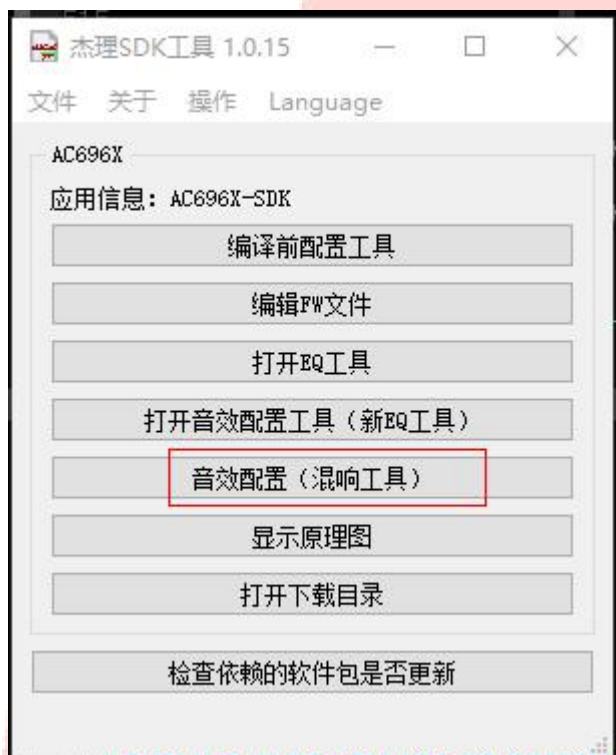 杰理SDK工具 1.0.15
文件 关于 操作 Language
AC696X
应用信息: AC696X-SDK
编译前配置工具
编辑FW文件
打开EQ工具
打开音效配置工具（新EQ工具）
音效配置（混响工具）
显示原理图
打开下载目录
检查依赖的软件包是否更新